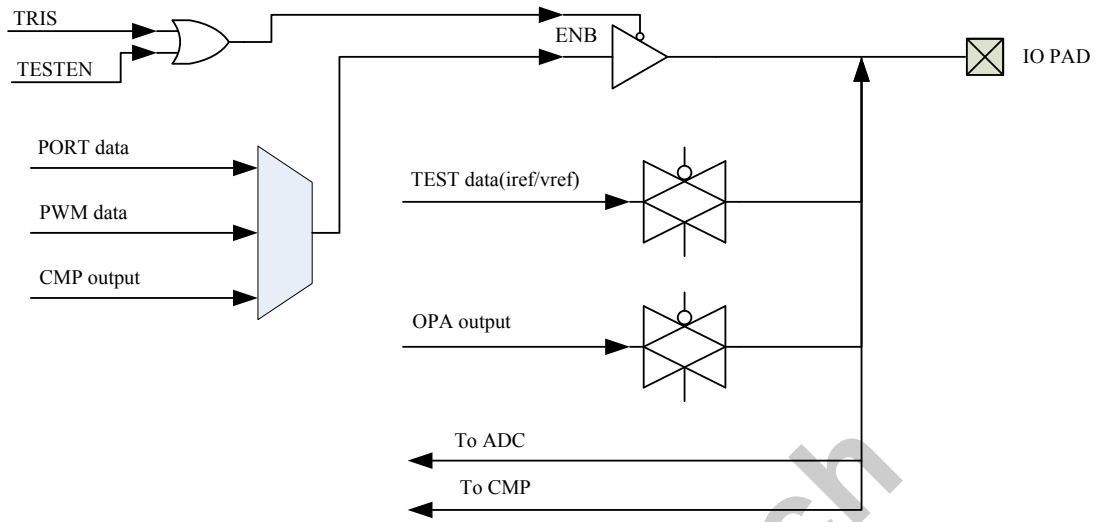 TRIS
TESTEN
ENB
IO PAD
PORT data
PWM data
CMP output
TEST data(iref/vref)
OPA output
To ADC
To CMP
ch